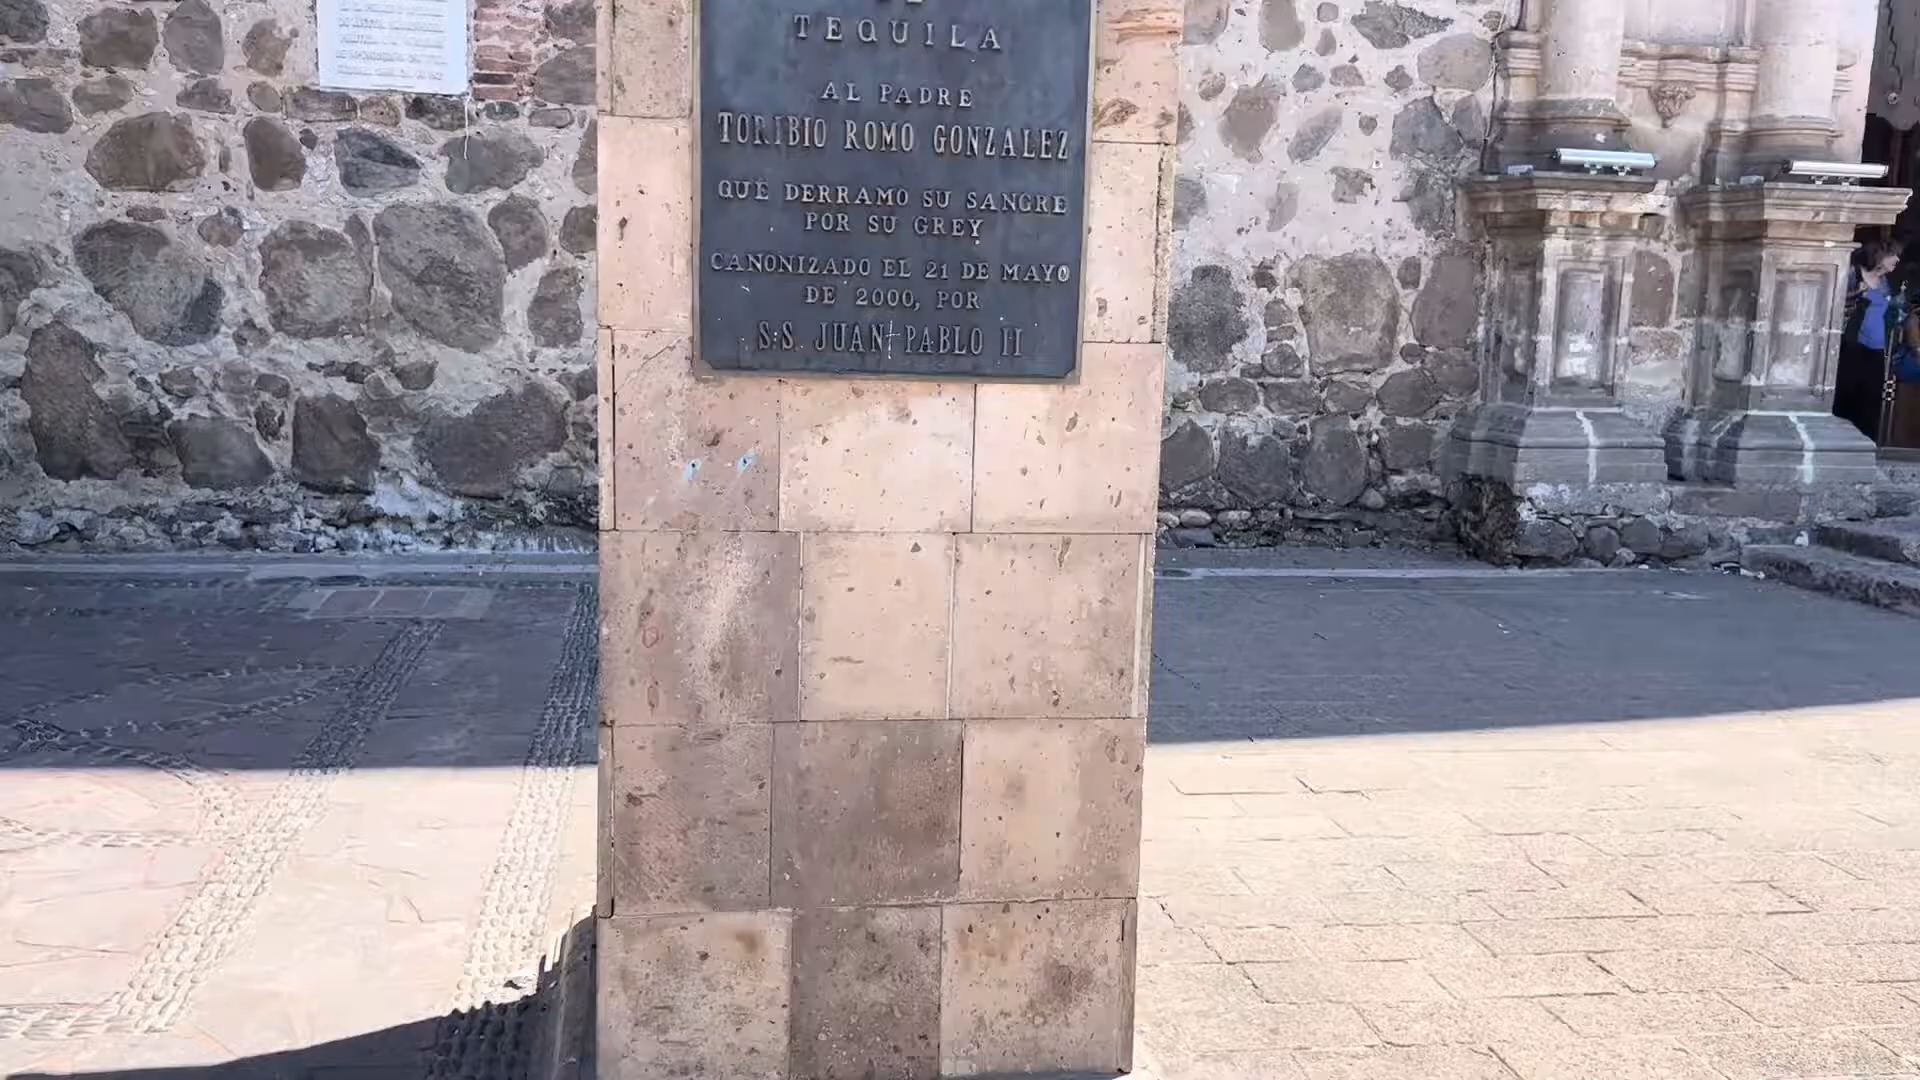 TEQUILA
AL PADRE
TORIBIO ROMO GONZALEZ
QUE DERRAMO SU SANGRE
POR SU GREY
CANONIZADO EL 21 DE MAYO
DE 2000, POR
S.S. JUAN PABLO II